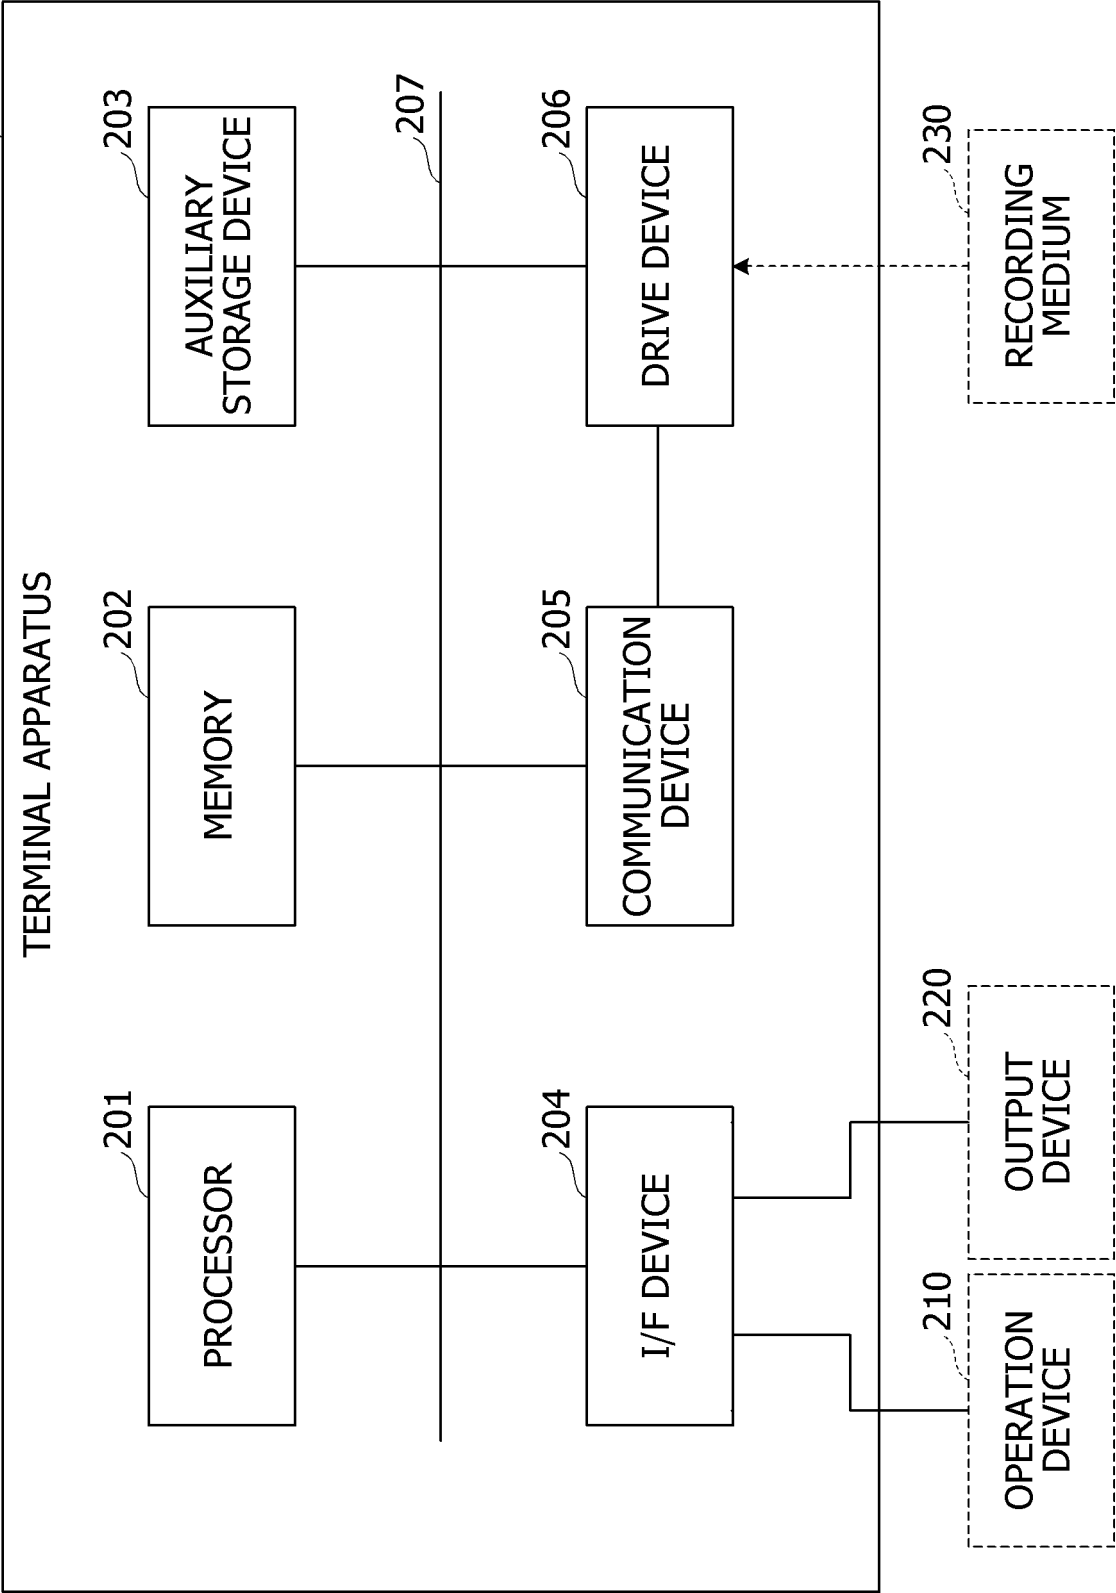 TERMINAL APPARATUS
201
PROCESSOR
202
MEMORY
203
AUXILIARY
STORAGE DEVICE
207
204
I/F DEVICE
205
COMMUNICATION
DEVICE
206
DRIVE DEVICE
210
OPERATION
DEVICE
220
OUTPUT
DEVICE
230
RECORDING
MEDIUM